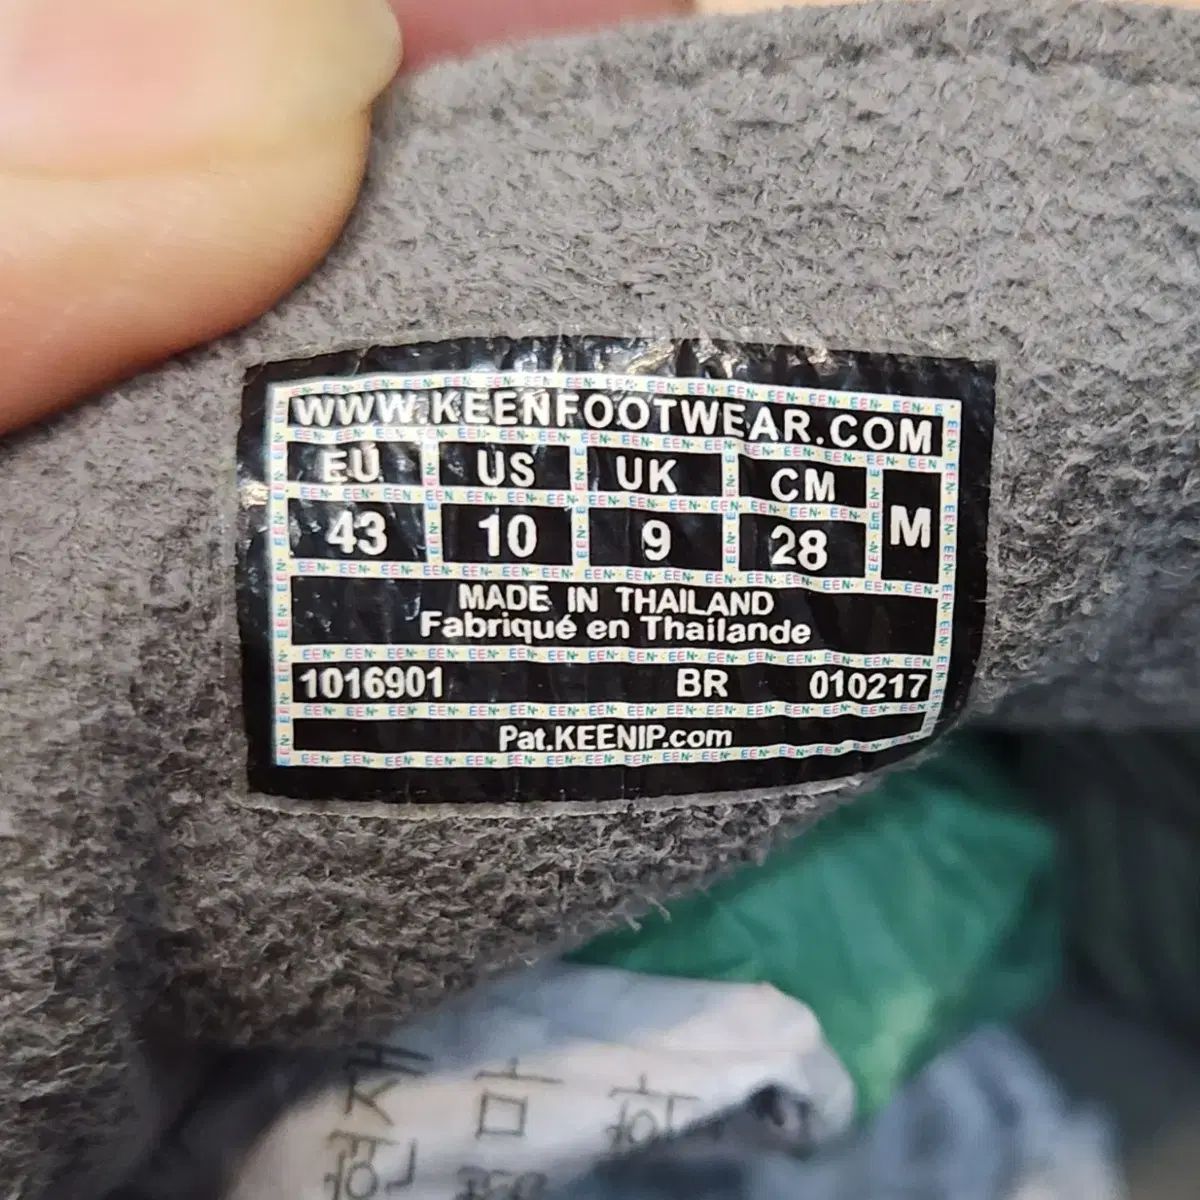 WWW.KEENFOOTWEAR.COM
EU US UK CM
43 10 9 28 M
MADE IN THAILAND
Fabriqué en Thailande
1016901 BR 010217
Pat.KEENIP.com